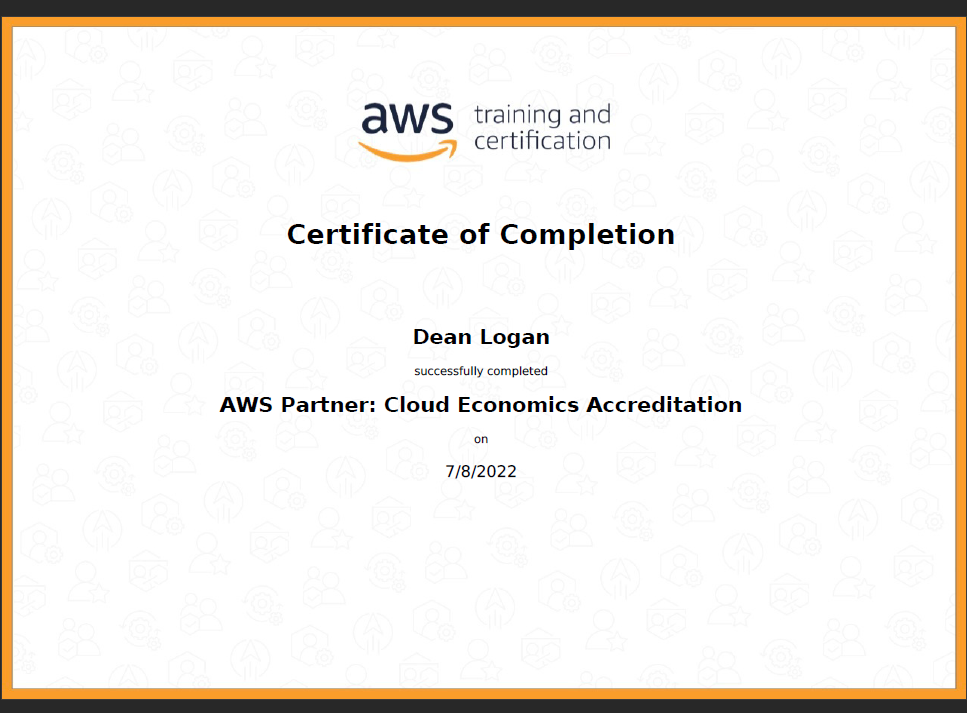 aws training and
certification
Certificate of Completion
Dean Logan
successfully completed
AWS Partner: Cloud Economics Accreditation
on
7/8/2022